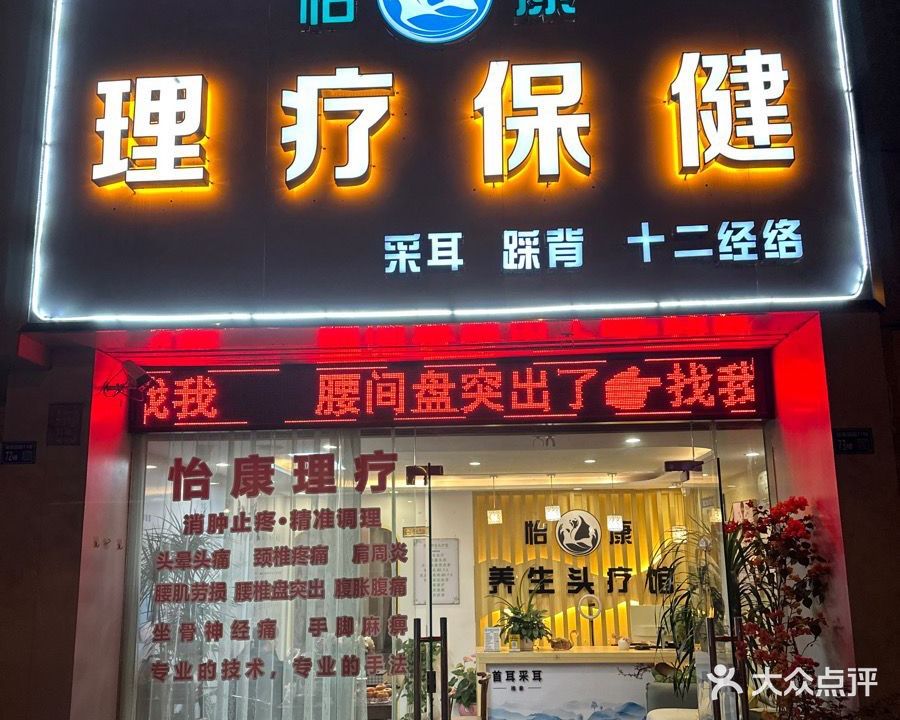 怡 康
理疗保健
采耳 踩背 十二经络
找我 腰间盘突出了 找我
怡康理疗
消肿止疼·精准调理
头晕头痛 颈椎疼痛 肩周炎
腰肌劳损 腰椎盘突出 腹胀腹痛
坐骨神经痛 手脚麻痹
专业的技术，专业的手法
怡 康
养生头疗馆
首耳采耳
大众点评